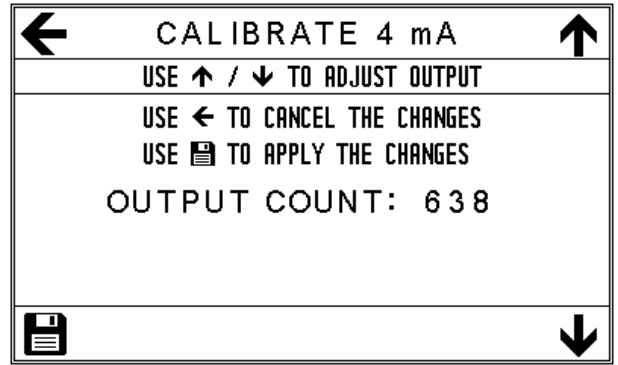 CALIBRATE 4 mA
USE ↑ / ↓ TO ADJUST OUTPUT
USE ← TO CANCEL THE CHANGES
USE 💾 TO APPLY THE CHANGES
OUTPUT COUNT: 638